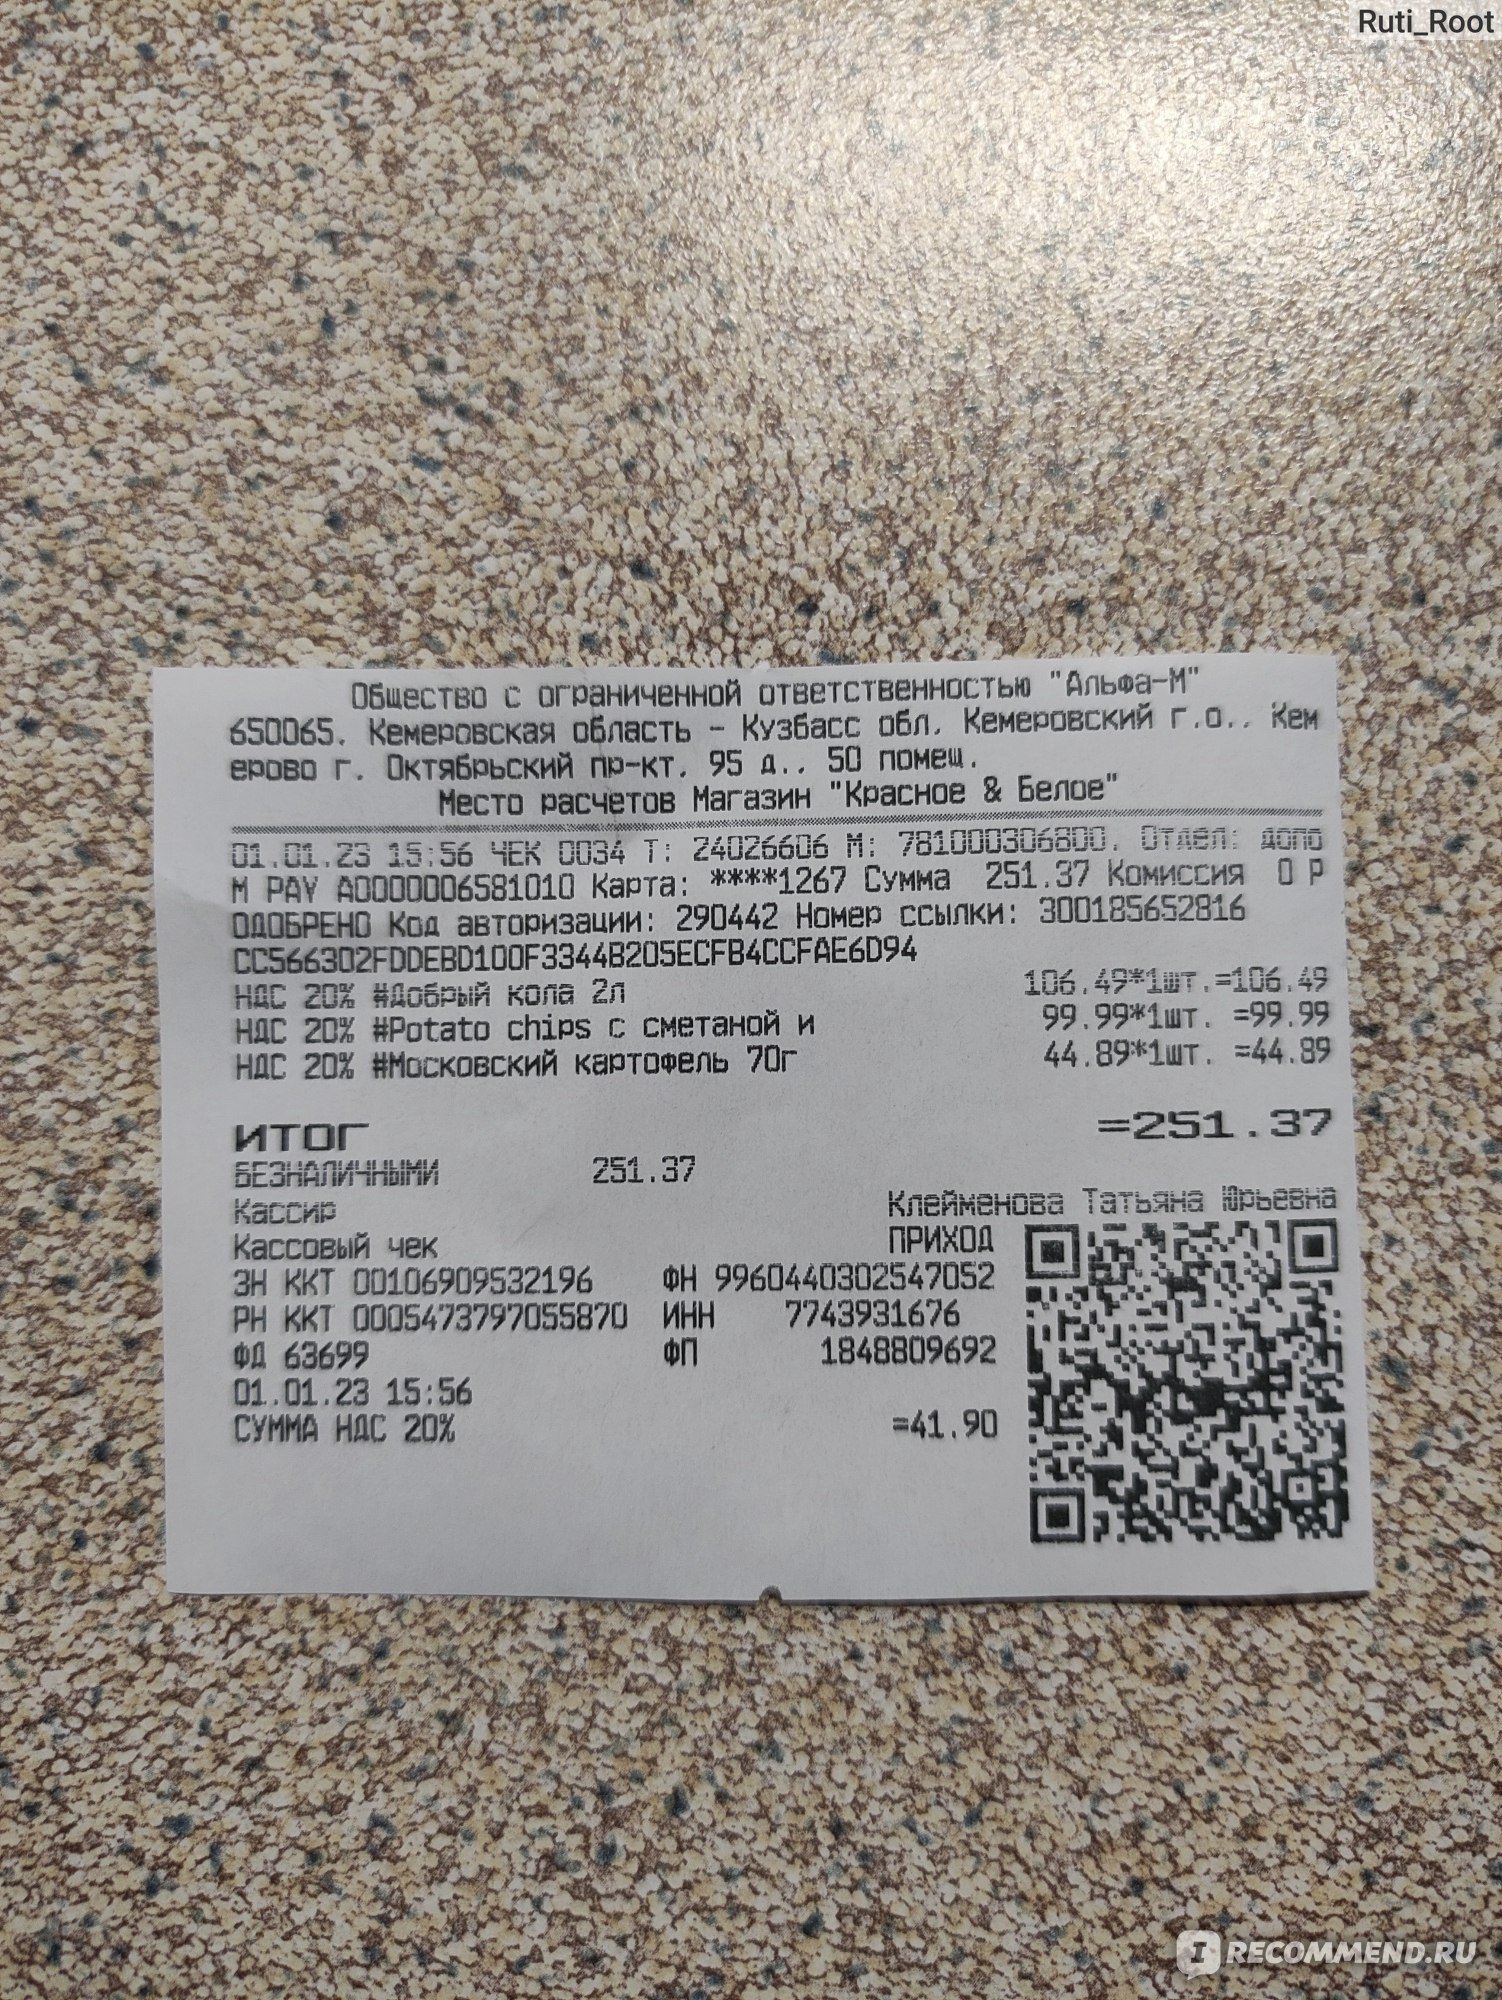 Ruti_Root
Общество с ограниченной ответственностью "Альфа-М"
650065, Кемеровская область - Кузбасс обл, Кемеровский г.о., Кем
ерово г, Октябрьский пр-кт, 95 д., 50 помещ.
Место расчетов Магазин "Красное & Белое"
01.01.23 15:56 ЧЕК 0034 Т: 24026606 М: 781000306800, Отдел: допо
М PAY A0000006581010 Карта: ****1267 Сумма 251.37 Комиссия 0 Р
ОДОБРЕНО Код авторизации: 290442 Номер ссылки: 300185652816
CC566302FDDEBD100F3344B205ECFB4CCFAE6D94
НДС 20% #Добрый кола 2л 106.49*1шт.=106.49
НДС 20% #Potato chips с сметаной и 99.99*1шт. =99.99
НДС 20% #Московский картофель 70г 44.89*1шт. =44.89
ИТОГ =251.37
БЕЗНАЛИЧНЫМИ 251.37
Кассир Клейменова Татьяна Юрьевна
Кассовый чек ПРИХОД
ЗН ККТ 00106909532196 ФН 9960440302547052
РН ККТ 0005473797055870 ИНН 7743931676
ФД 63699 ФП 1848809692
01.01.23 15:56
СУММА НДС 20% =41.90
IRECOMMEND.RU